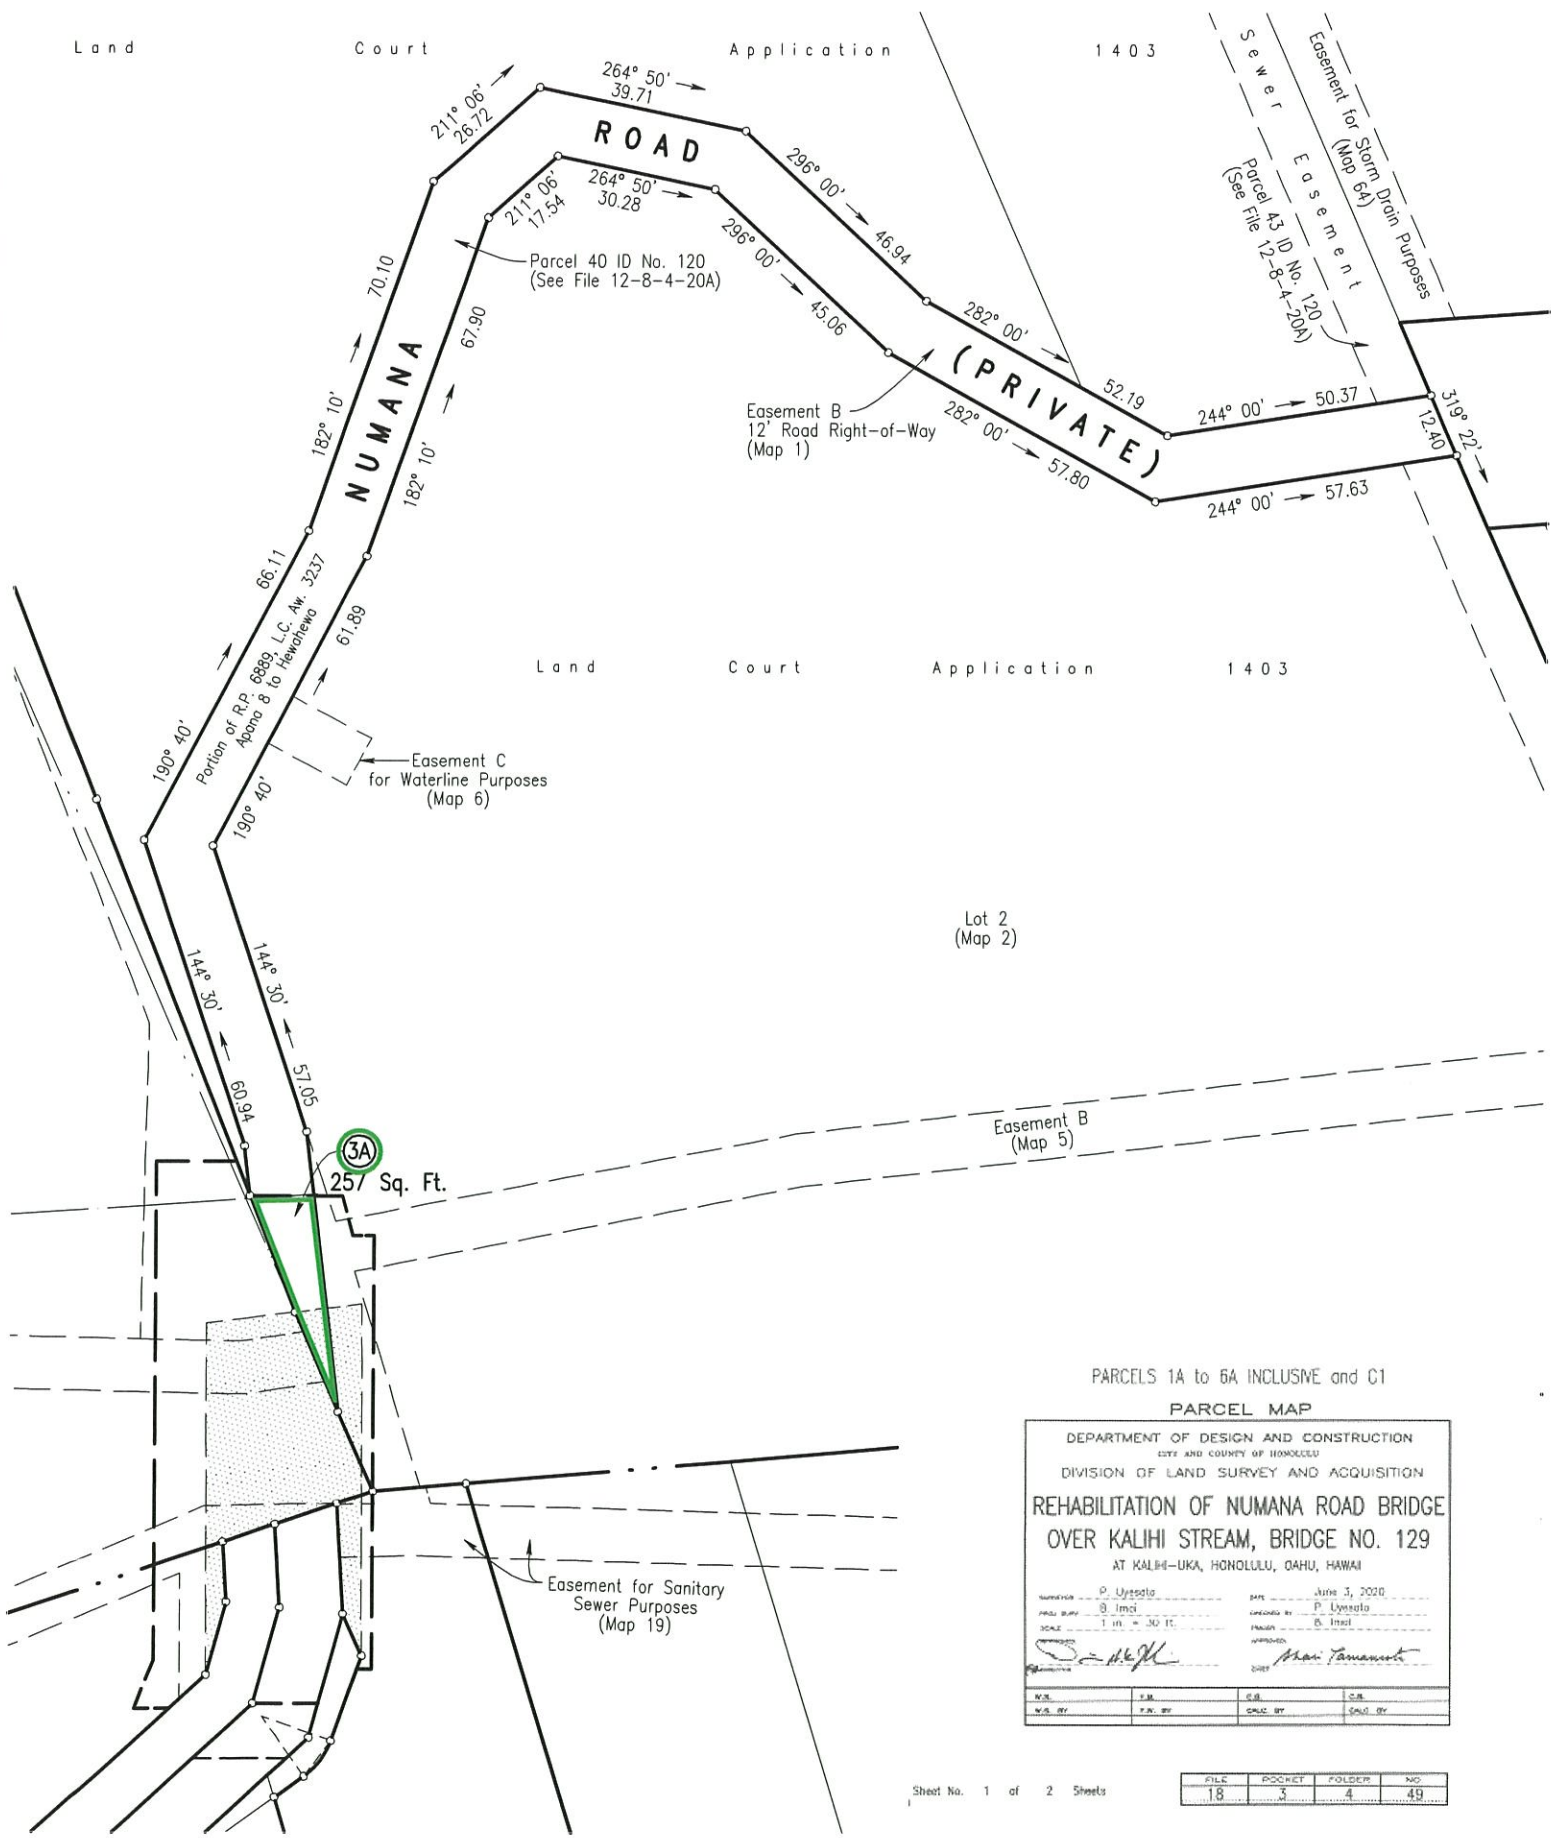 Land Court Application 1403
211° 06'
26.72
264° 50'
39.71
ROAD
211° 06'
17.54
264° 50'
30.28
296° 00'
46.94
296° 00'
45.06
Sewer Easement
Easement for Storm Drain Purposes
(Map 64)
Parcel 43 ID No. 120
(See File 12-8-4-20A)
Parcel 40 ID No. 120
(See File 12-8-4-20A)
70.10
182° 10'
67.90
182° 10'
NUMANA
282° 00'
52.19
(PRIVATE)
282° 00'
57.80
Easement B
12' Road Right-of-Way
(Map 1)
244° 00' 50.37
244° 00' 57.63
319° 22'
12.40
66.11
190° 40'
Portion of R.P. 6889, L.C. Aw. 3237
Apana 8 to Hewahewa
61.89
190° 40'
Land Court Application 1403
Easement C
for Waterline Purposes
(Map 6)
Lot 2
(Map 2)
144° 30'
60.94
144° 30'
57.05
3A
257 Sq. Ft.
Easement B
(Map 5)
Easement for Sanitary
Sewer Purposes
(Map 19)
PARCELS 1A to 6A INCLUSIVE and C1
PARCEL MAP
DEPARTMENT OF DESIGN AND CONSTRUCTION
CITY AND COUNTY OF HONOLULU
DIVISION OF LAND SURVEY AND ACQUISITION
REHABILITATION OF NUMANA ROAD BRIDGE
OVER KALIHI STREAM, BRIDGE NO. 129
AT KALIHI-UKA, HONOLULU, OAHU, HAWAII
P. Uyesato DATE June 3, 2020
B. Imai CHECKED BY P. Uyesato
SCALE 1 in. = 30 ft. B. Imai
CHIEF Shari Yamamoto
Sheet No. 1 of 2 Sheets
FILE POCKET FOLDER NO
18 3 4 49